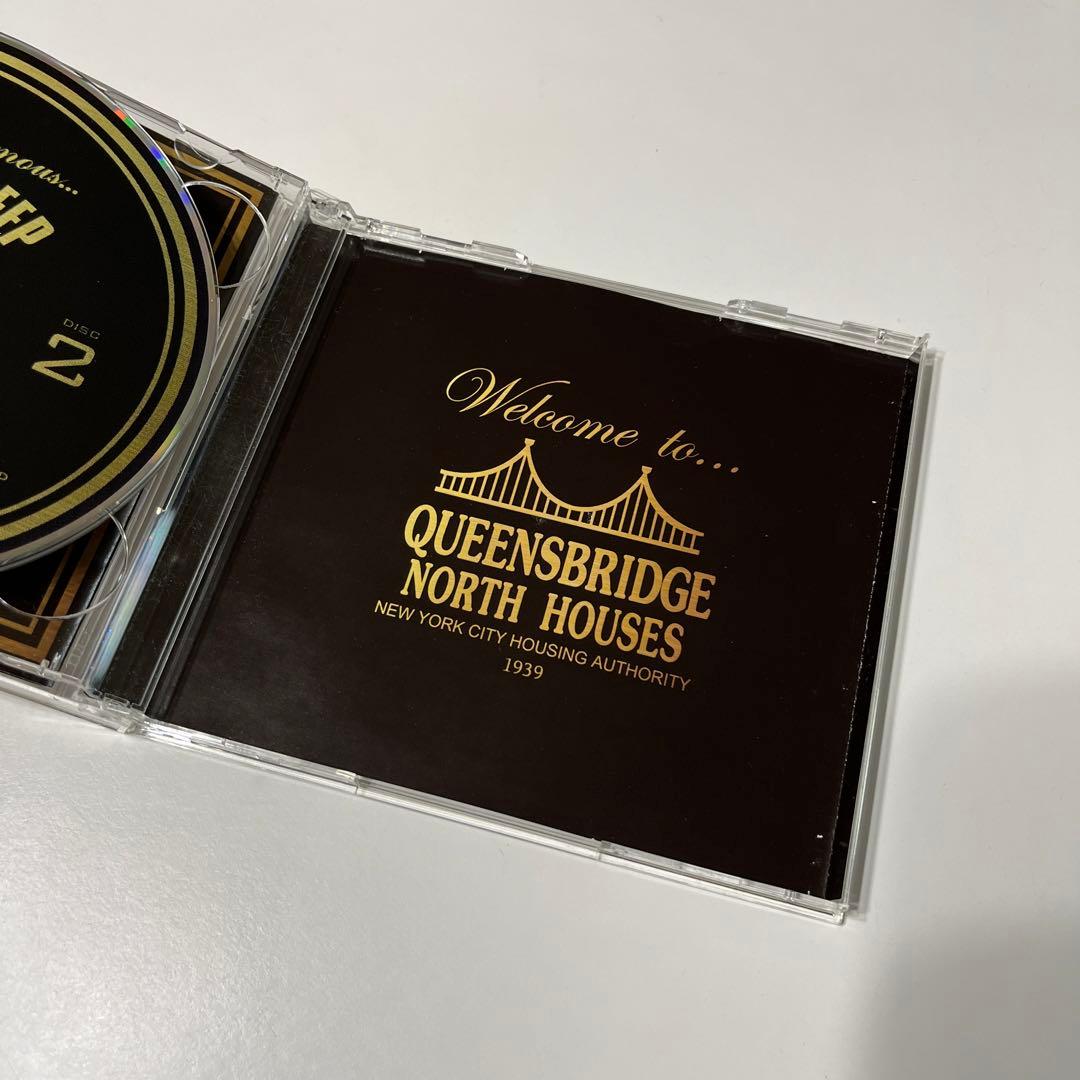 mous...
EEP
DISC
2
P
Welcome to...
QUEENSBRIDGE
NORTH HOUSES
NEW YORK CITY HOUSING AUTHORITY
1939